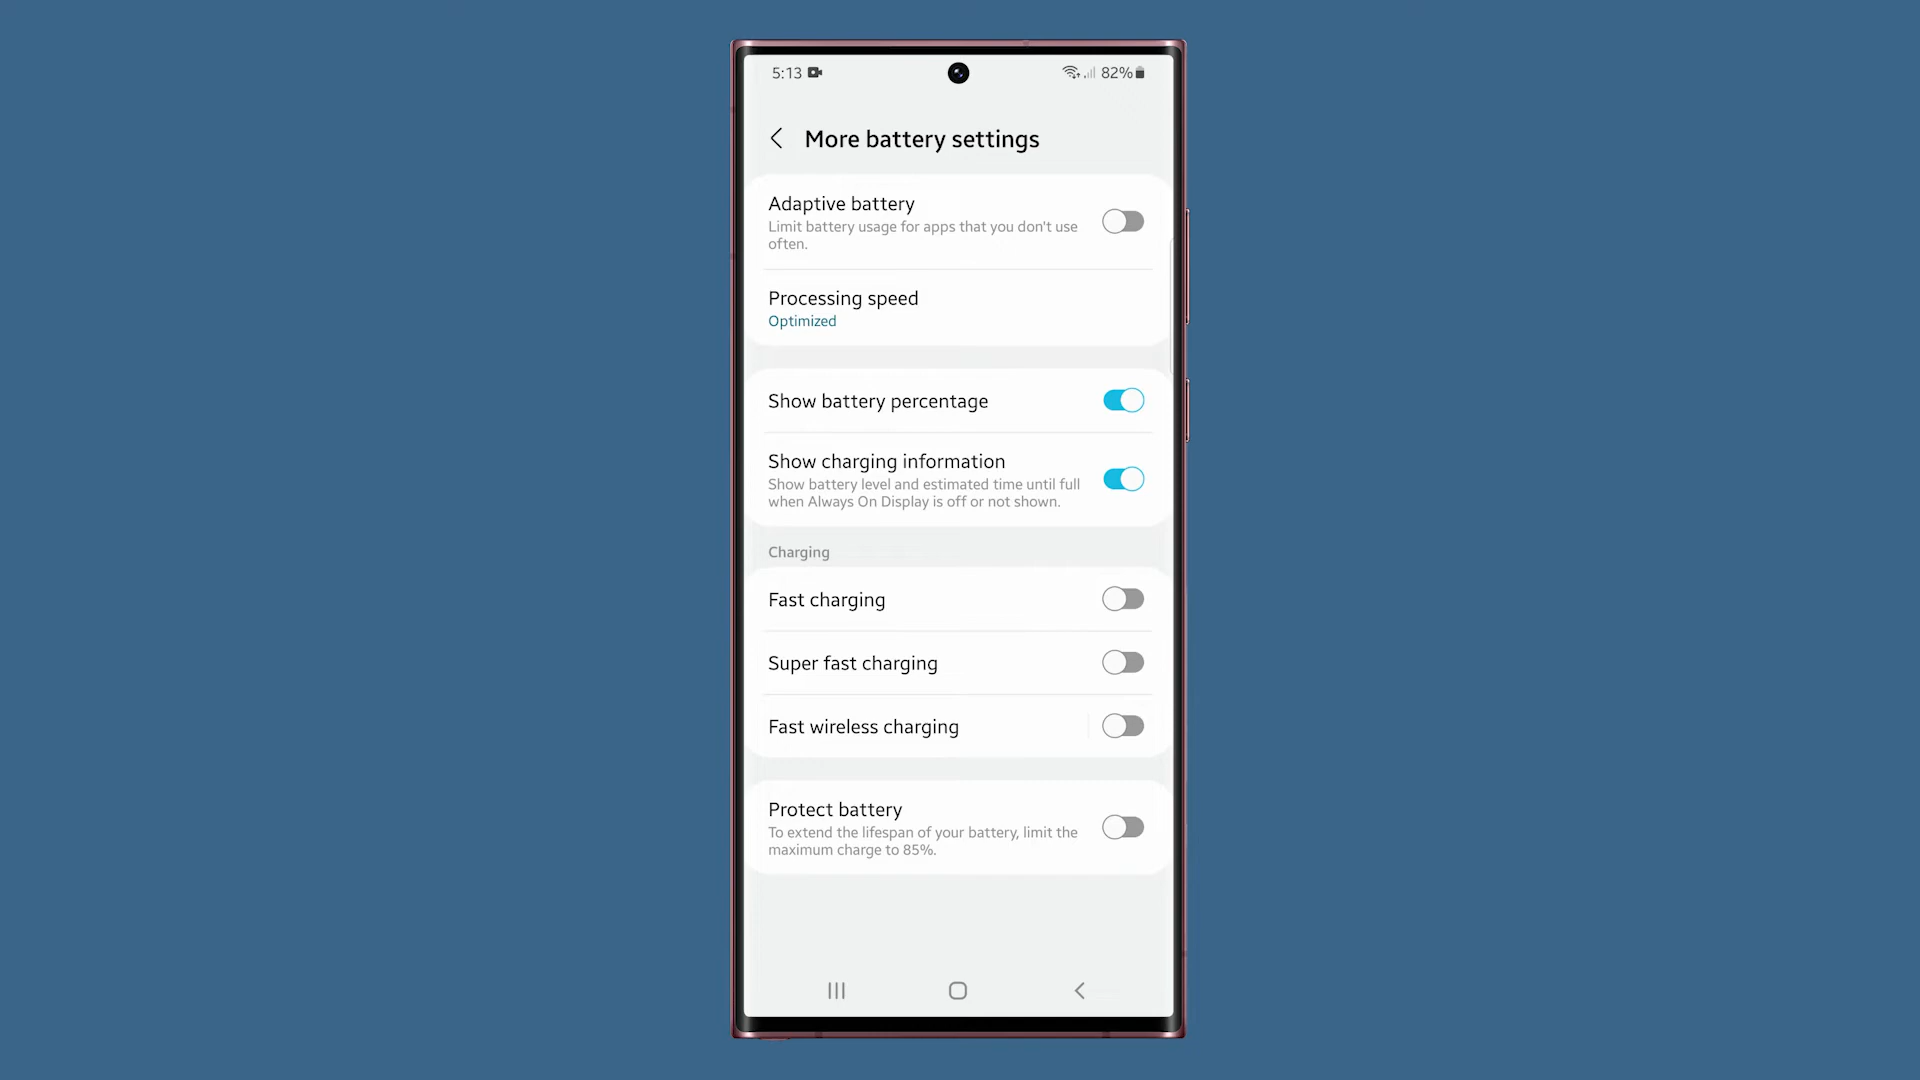 5:13
82%
More battery settings
Adaptive battery
Limit battery usage for apps that you don't use
often.
Processing speed
Optimized
Show battery percentage
Show charging information
Show battery level and estimated time until full
when Always On Display is off or not shown.
Charging
Fast charging
Super fast charging
Fast wireless charging
Protect battery
To extend the lifespan of your battery, limit the
maximum charge to 85%.